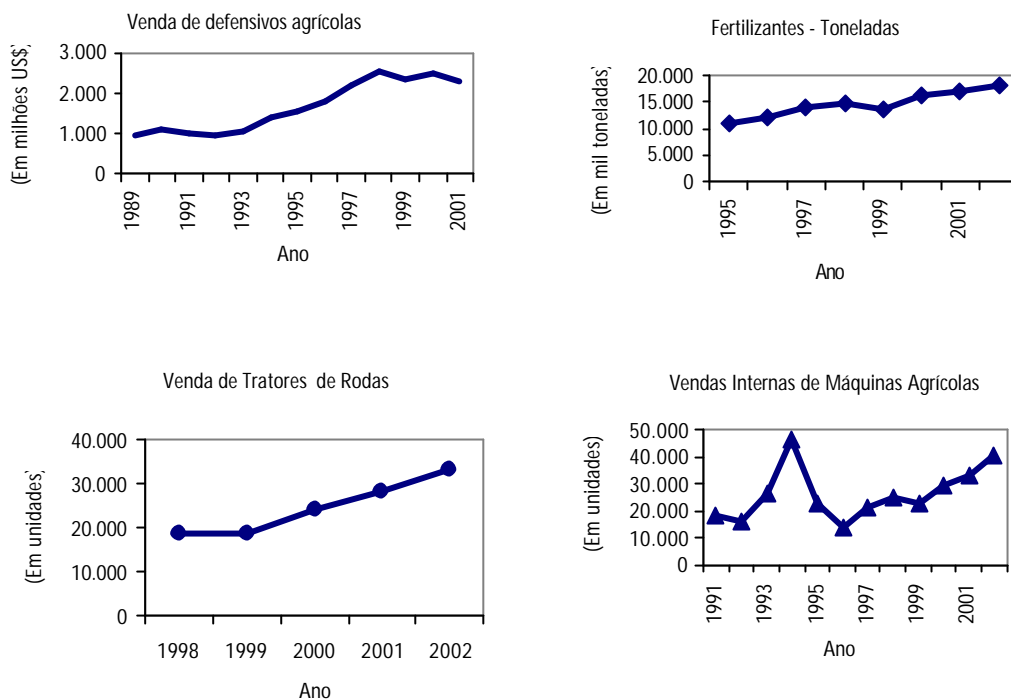 Venda de defensivos agrícolas
(Em milhões US$)
3.000
2.000
1.000
0
1989
1991
1993
1995
1997
1999
2001
Ano
Fertilizantes - Toneladas
(Em mil toneladas)
20.000
15.000
10.000
5.000
0
1995
1997
1999
2001
Ano
Venda de Tratores de Rodas
(Em unidades)
40.000
30.000
20.000
10.000
0
1998 1999 2000 2001 2002
Ano
Vendas Internas de Máquinas Agrícolas
(Em unidades)
50.000
40.000
30.000
20.000
10.000
0
1991
1993
1995
1997
1999
2001
Ano